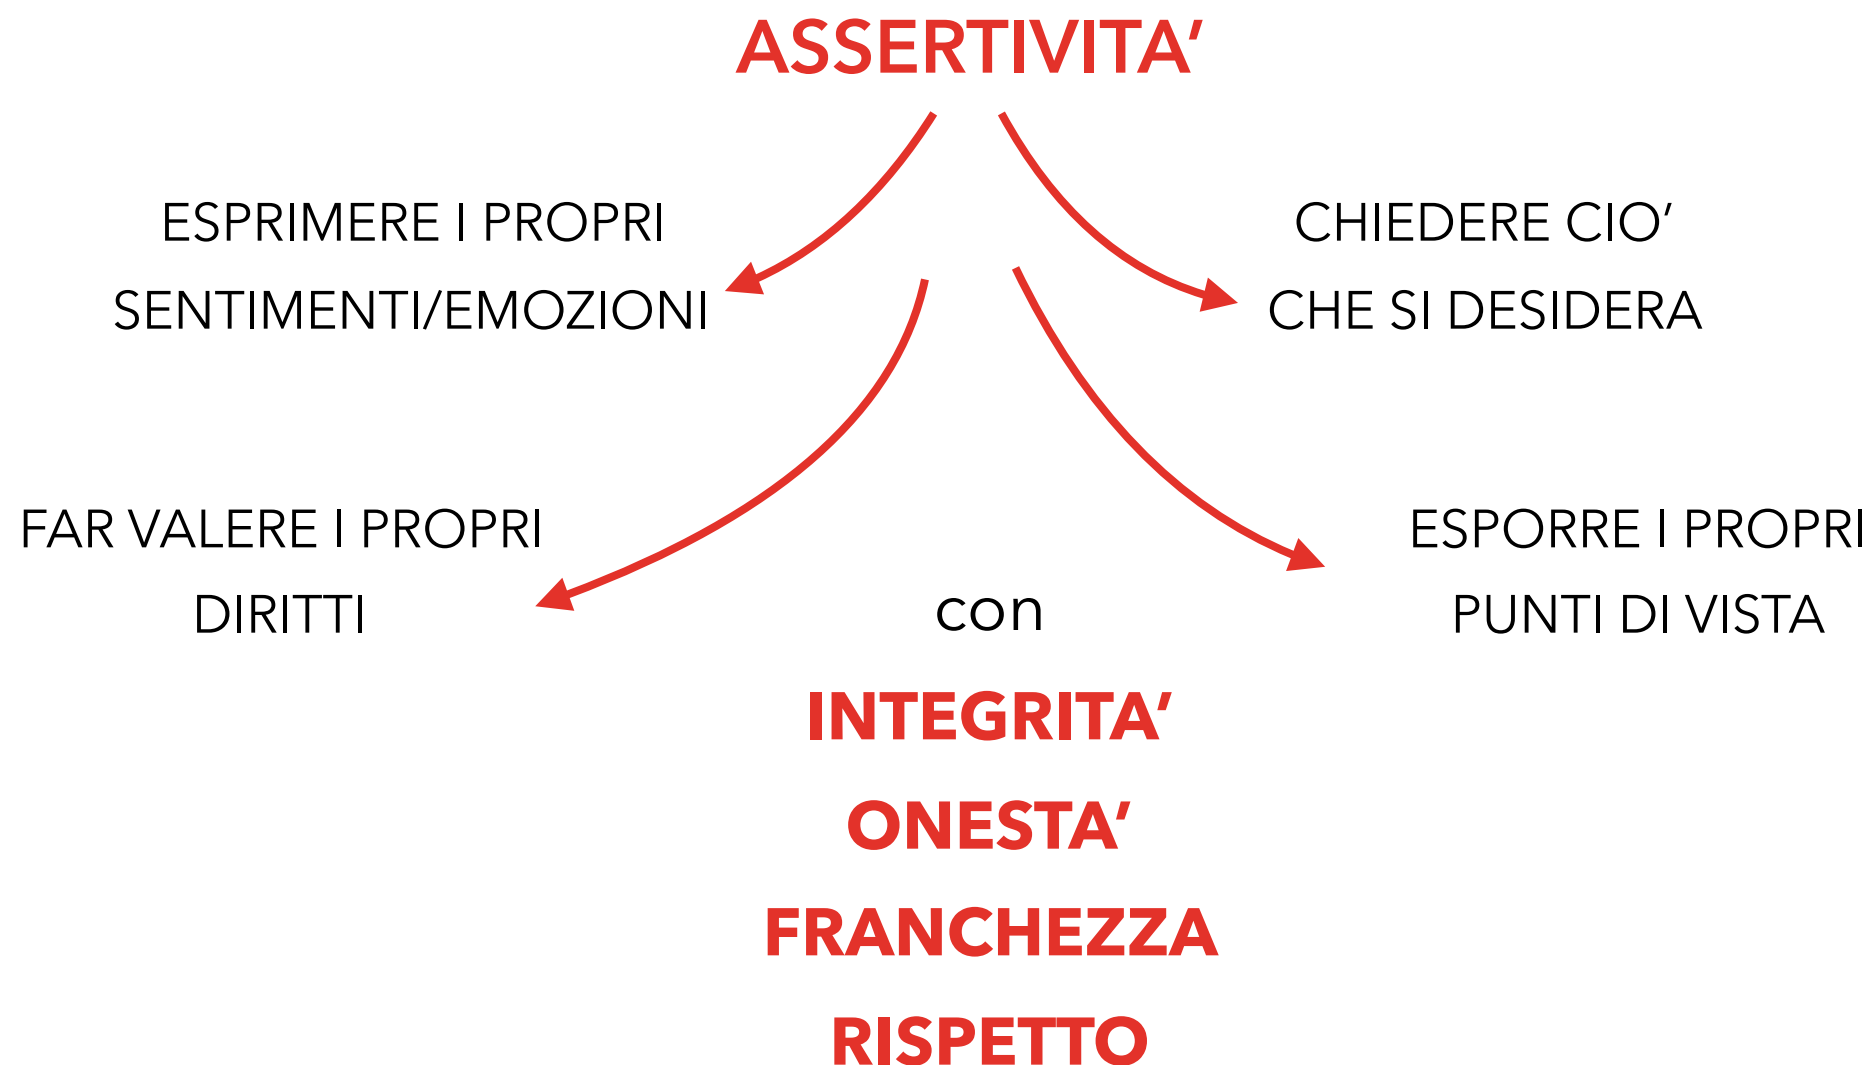 ASSERTIVITA’
ESPRIMERE I PROPRI
SENTIMENTI/EMOZIONI
CHIEDERE CIO’
CHE SI DESIDERA
FAR VALERE I PROPRI
DIRITTI
ESPORRE I PROPRI
PUNTI DI VISTA
con
INTEGRITA’
ONESTA’
FRANCHEZZA
RISPETTO